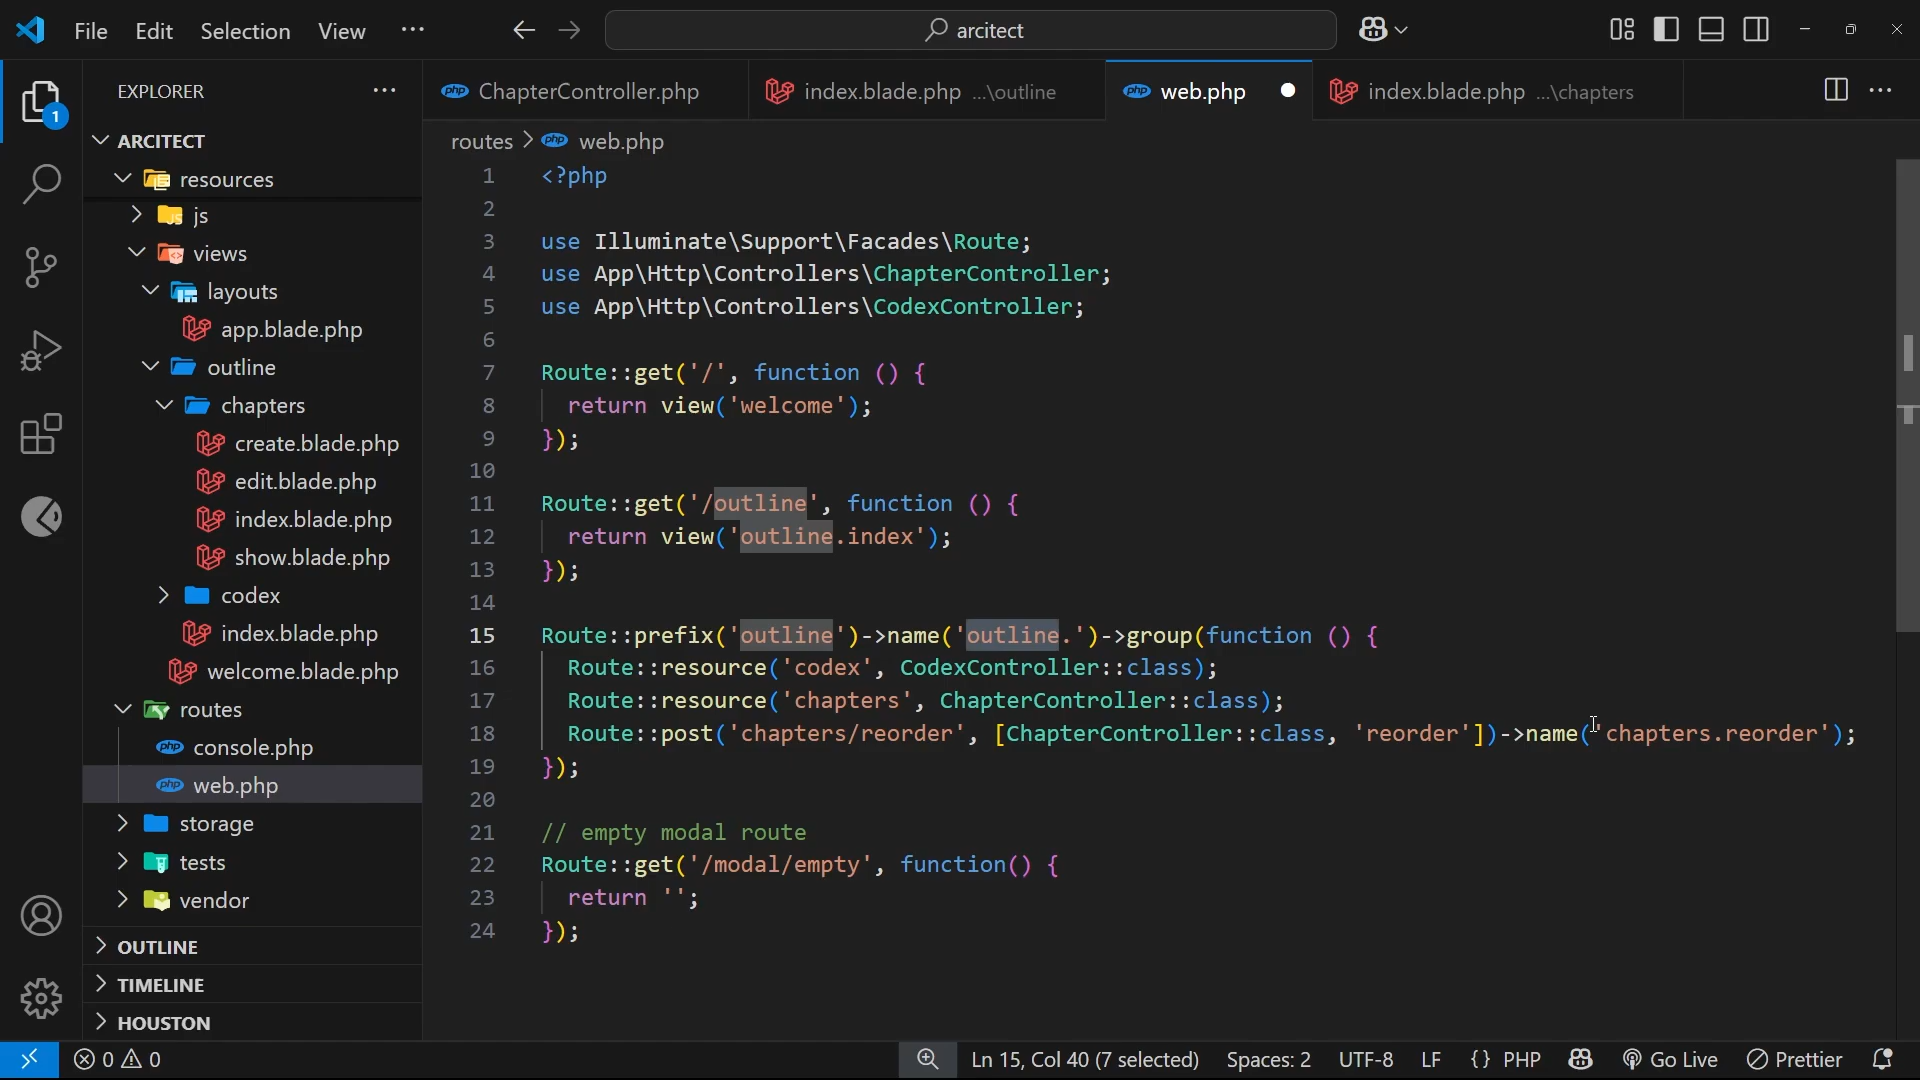 File Edit Selection View ··· arcitect
EXPLORER ···
1
ARCITECT
resources
js
views
layouts
app.blade.php
outline
chapters
create.blade.php
edit.blade.php
index.blade.php
show.blade.php
codex
index.blade.php
welcome.blade.php
routes
console.php
web.php
storage
tests
vendor
OUTLINE
TIMELINE
HOUSTON
ChapterController.php index.blade.php ...\outline web.php index.blade.php ...\chapters
routes > web.php
1 <?php
2
3 use Illuminate\Support\Facades\Route;
4 use App\Http\Controllers\ChapterController;
5 use App\Http\Controllers\CodexController;
6
7 Route::get('/', function () {
8 return view('welcome');
9 });
10
11 Route::get('/outline', function () {
12 return view('outline.index');
13 });
14
15 Route::prefix('outline')->name('outline.')->group(function () {
16 Route::resource('codex', CodexController::class);
17 Route::resource('chapters', ChapterController::class);
18 Route::post('chapters/reorder', [ChapterController::class, 'reorder'])->name('chapters.reorder');
19 });
20
21 // empty modal route
22 Route::get('/modal/empty', function() {
23 return '';
24 });
0 0 Ln 15, Col 40 (7 selected) Spaces: 2 UTF-8 LF {} PHP Go Live Prettier